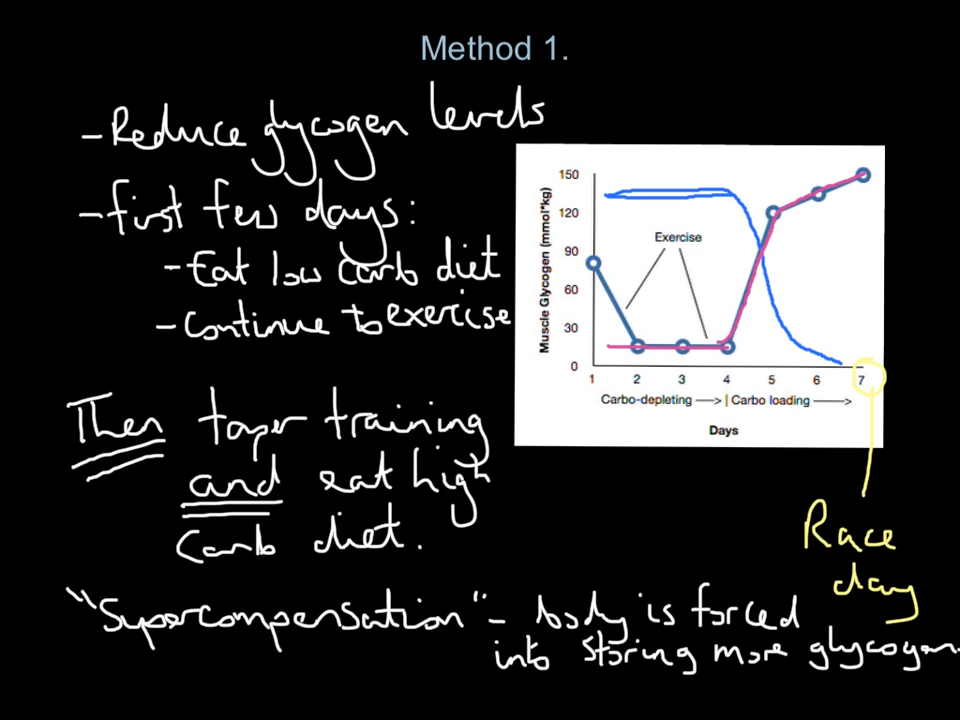 Method 1.
- Reduce glycogen levels
- First few days:
- Eat low carb diet
- Continue to exercise
Then taper training
and eat high
carb diet.
"Supercompensation" - body is forced
into storing more glycogen.
Muscle Glycogen (mmol*kg)
150
120
90
60
30
0
Exercise
1 2 3 4 5 6 7
Carbo-depleting —>| Carbo loading —>
Days
Race
day